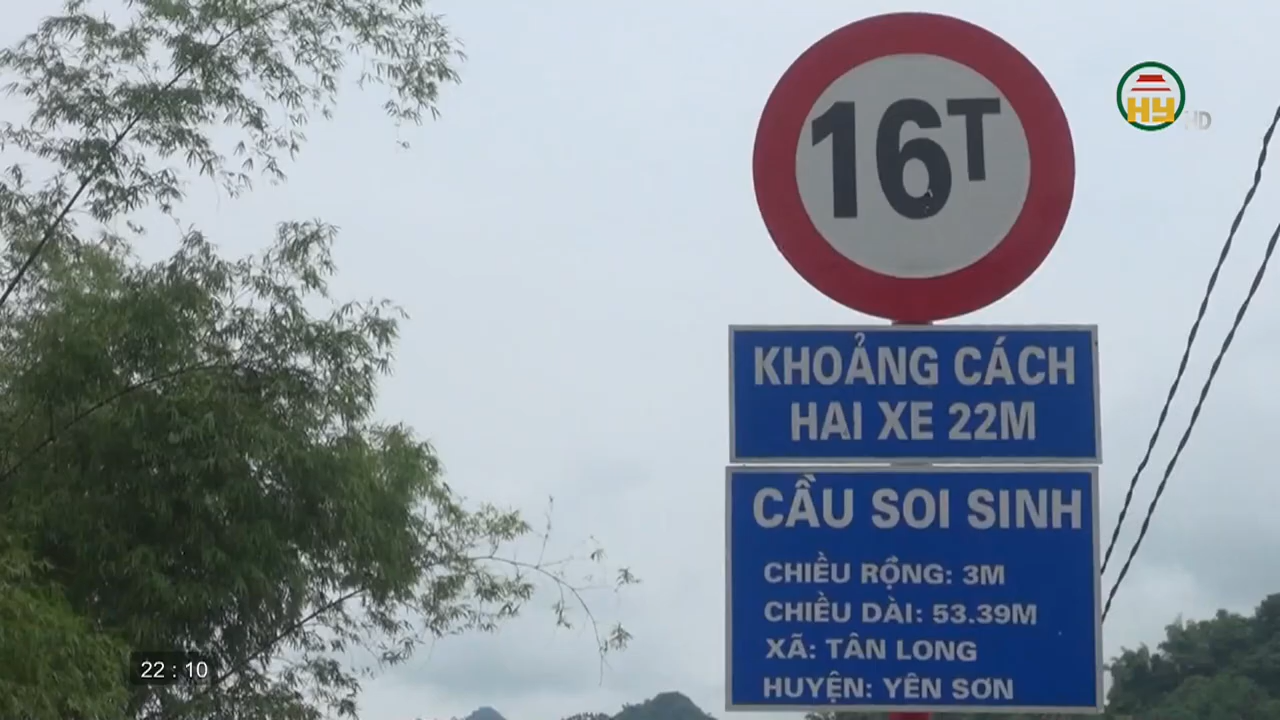 16T
HY HD
KHOẢNG CÁCH
HAI XE 22M
CẦU SOI SINH
CHIỀU RỘNG: 3M
CHIỀU DÀI: 53.39M
XÃ: TÂN LONG
HUYỆN: YÊN SƠN
22 : 10